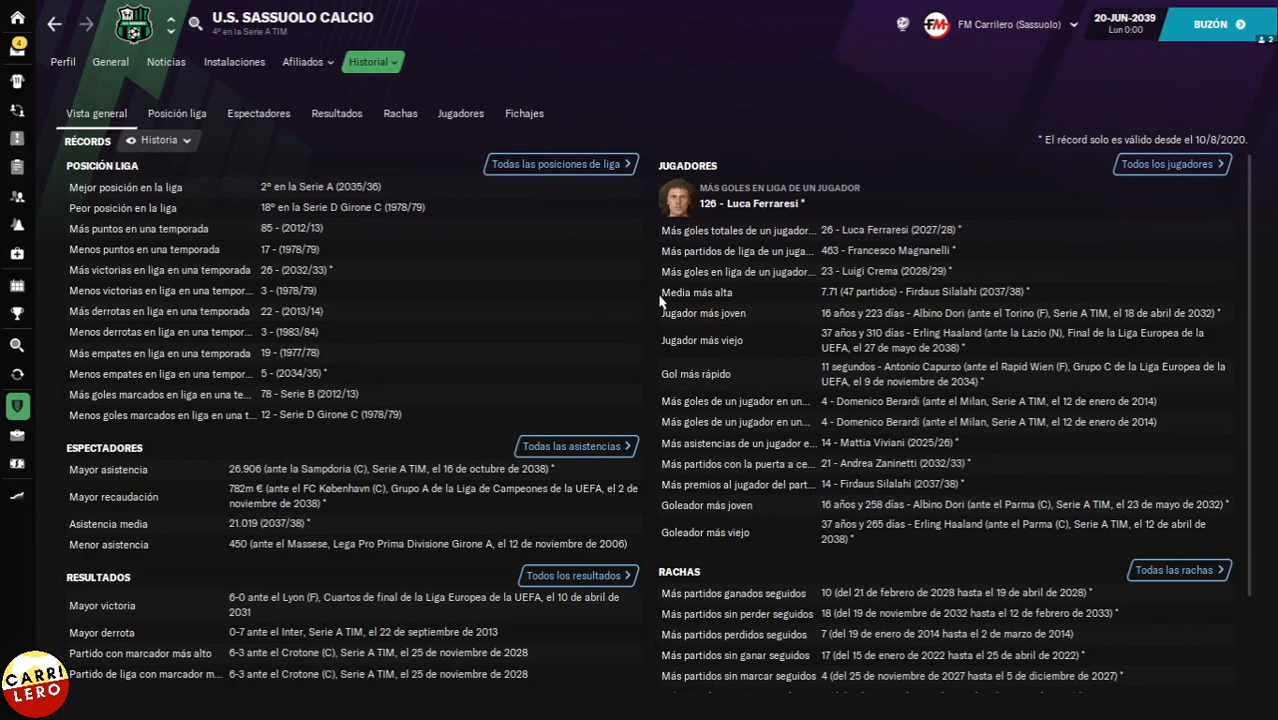 U.S. SASSUOLO CALCIO
4º en la Serie A TIM
FM
FM Carrilero (Sassuolo)
20-JUN-2039
Lun 0:00
BUZÓN
2
4
Perfil
General
Noticias
Instalaciones
Afiliados
Historial
Vista general
Posición liga
Espectadores
Resultados
Rachas
Jugadores
Fichajes
RÉCORDS
Historia
* El récord solo es válido desde el 10/8/2020.
POSICIÓN LIGA
Todas las posiciones de liga
Mejor posición en la liga 2º en la Serie A (2035/36)
Peor posición en la liga 18º en la Serie D Girone C (1978/79)
Más puntos en una temporada 85 - (2012/13)
Menos puntos en una temporada 17 - (1978/79)
Más victorias en liga en una temporada 26 - (2032/33) *
Menos victorias en liga en una temporada 3 - (1978/79)
Más derrotas en liga en una temporada 22 - (2013/14)
Menos derrotas en liga en una temporada 3 - (1983/84)
Más empates en liga en una temporada 19 - (1977/78)
Menos empates en liga en una tempor... 5 - (2034/35) *
Más goles marcados en liga en una te... 78 - Serie B (2012/13)
Menos goles marcados en liga en una t... 12 - Serie D Girone C (1978/79)
ESPECTADORES
Todas las asistencias
Mayor asistencia 26.906 (ante la Sampdoria (C), Serie A TIM, el 16 de octubre de 2038) *
Mayor recaudación 782m € (ante el FC København (C), Grupo A de la Liga de Campeones de la UEFA, el 2 de
noviembre de 2038) *
Asistencia media 21.019 (2037/38) *
Menor asistencia 450 (ante el Massese, Lega Pro Prima Divisione Girone A, el 12 de noviembre de 2006)
RESULTADOS
Todos los resultados
Mayor victoria 6-0 ante el Lyon (F), Cuartos de final de la Liga Europea de la UEFA, el 10 de abril de
2031
Mayor derrota 0-7 ante el Inter, Serie A TIM, el 22 de septiembre de 2013
Partido con marcador más alto 6-3 ante el Crotone (C), Serie A TIM, el 25 de noviembre de 2028
Partido de liga con marcador m... 6-3 ante el Crotone (C), Serie A TIM, el 25 de noviembre de 2028
JUGADORES
Todos los jugadores
MÁS GOLES EN LIGA DE UN JUGADOR
126 - Luca Ferraresi *
Más goles totales de un jugador... 26 - Luca Ferraresi (2027/28) *
Más partidos de liga de un juga... 463 - Francesco Magnanelli *
Más goles en liga de un jugador... 23 - Luigi Crema (2028/29) *
Media más alta 7.71 (47 partidos) - Firdaus Silalahi (2037/38) *
Jugador más joven 16 años y 223 días - Albino Dori (ante el Torino (F), Serie A TIM, el 18 de abril de 2032) *
Jugador más viejo 37 años y 310 días - Erling Haaland (ante la Lazio (N), Final de la Liga Europea de la
UEFA, el 27 de mayo de 2038) *
Gol más rápido 11 segundos - Antonio Capurso (ante el Rapid Wien (F), Grupo C de la Liga Europea de la
UEFA, el 9 de noviembre de 2034) *
Más goles de un jugador en un... 4 - Domenico Berardi (ante el Milan, Serie A TIM, el 12 de enero de 2014)
Más goles de un jugador en un... 4 - Domenico Berardi (ante el Milan, Serie A TIM, el 12 de enero de 2014)
Más asistencias de un jugador e... 14 - Mattia Viviani (2025/26) *
Más partidos con la puerta a ce... 21 - Andrea Zaninetti (2032/33) *
Más premios al jugador del part... 14 - Firdaus Silalahi (2037/38) *
Goleador más joven 16 años y 258 días - Albino Dori (ante el Parma (C), Serie A TIM, el 23 de mayo de 2032) *
Goleador más viejo 37 años y 265 días - Erling Haaland (ante el Parma (C), Serie A TIM, el 12 de abril de
2038) *
RACHAS
Todas las rachas
Más partidos ganados seguidos 10 (del 21 de febrero de 2028 hasta el 19 de abril de 2028) *
Más partidos sin perder seguidos 18 (del 19 de noviembre de 2032 hasta el 12 de febrero de 2033) *
Más partidos perdidos seguidos 7 (del 19 de enero de 2014 hasta el 2 de marzo de 2014)
Más partidos sin ganar seguidos 17 (del 15 de enero de 2022 hasta el 25 de abril de 2022) *
Más partidos sin marcar seguidos 4 (del 25 de noviembre de 2027 hasta el 5 de diciembre de 2027) *
CARRI
LERO